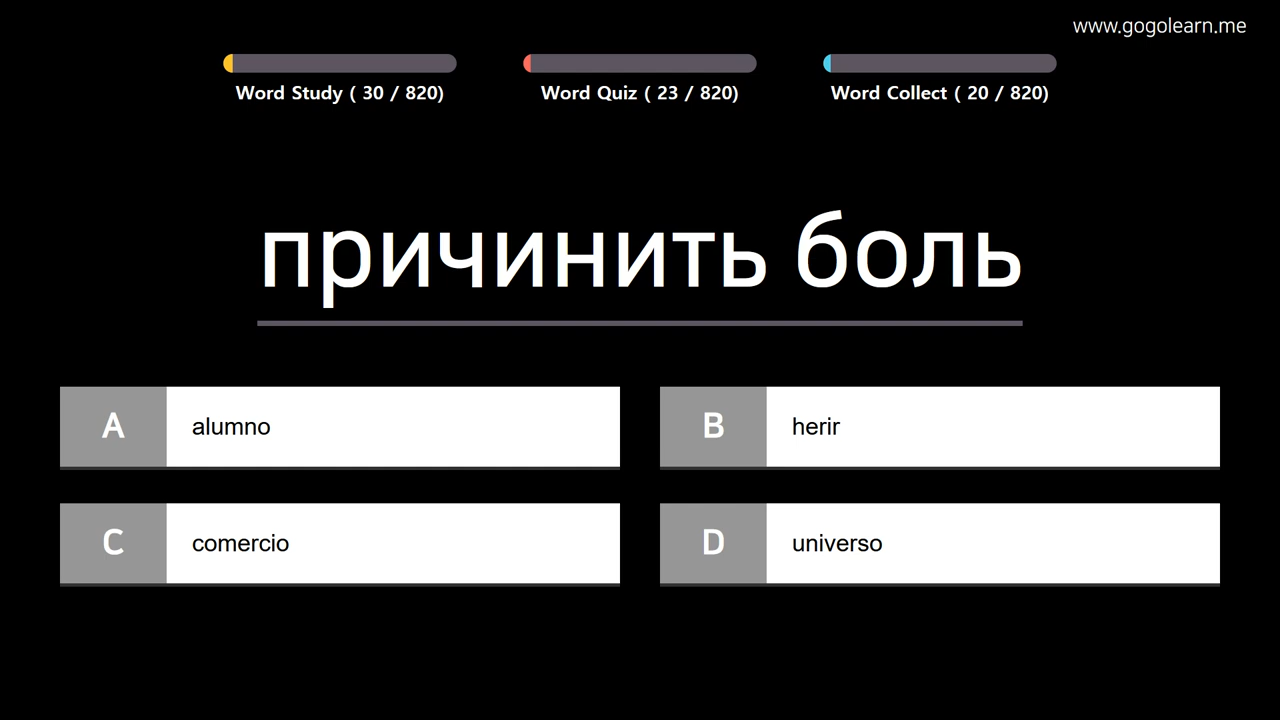 www.gogolearn.me
Word Study ( 30 / 820)
Word Quiz ( 23 / 820)
Word Collect ( 20 / 820)
причинить боль
A alumno
B herir
C comercio
D universo